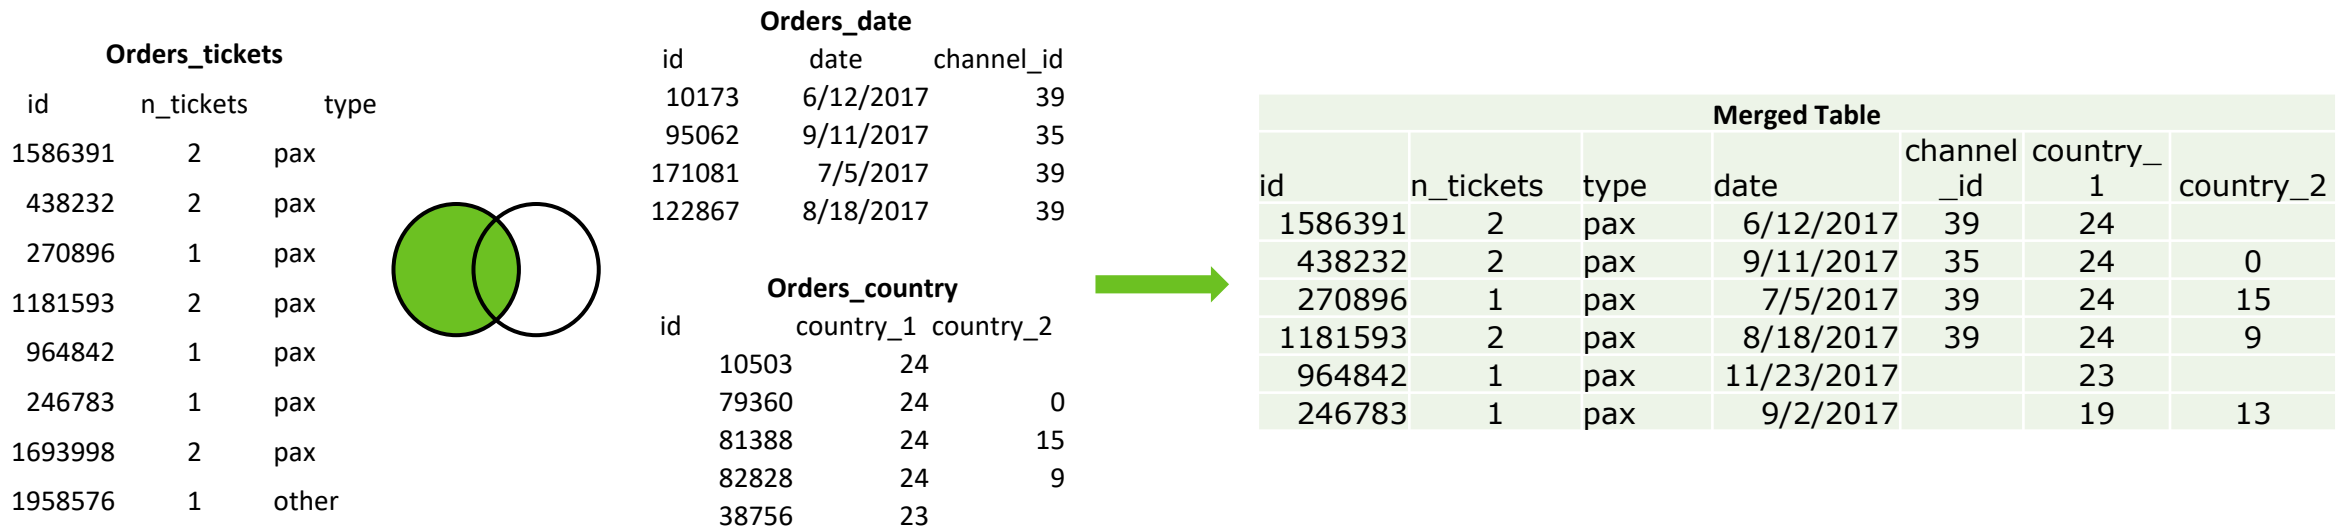 Orders_tickets
id n_tickets type
1586391 2 pax
438232 2 pax
270896 1 pax
1181593 2 pax
964842 1 pax
246783 1 pax
1693998 2 pax
1958576 1 other
Orders_date
id date channel_id
10173 6/12/2017 39
95062 9/11/2017 35
171081 7/5/2017 39
122867 8/18/2017 39
Orders_country
id country_1 country_2
10503 24
79360 24 0
81388 24 15
82828 24 9
38756 23
Merged Table
channel country_
id n_tickets type date _id 1 country_2
1586391 2 pax 6/12/2017 39 24
438232 2 pax 9/11/2017 35 24 0
270896 1 pax 7/5/2017 39 24 15
1181593 2 pax 8/18/2017 39 24 9
964842 1 pax 11/23/2017 23
246783 1 pax 9/2/2017 19 13